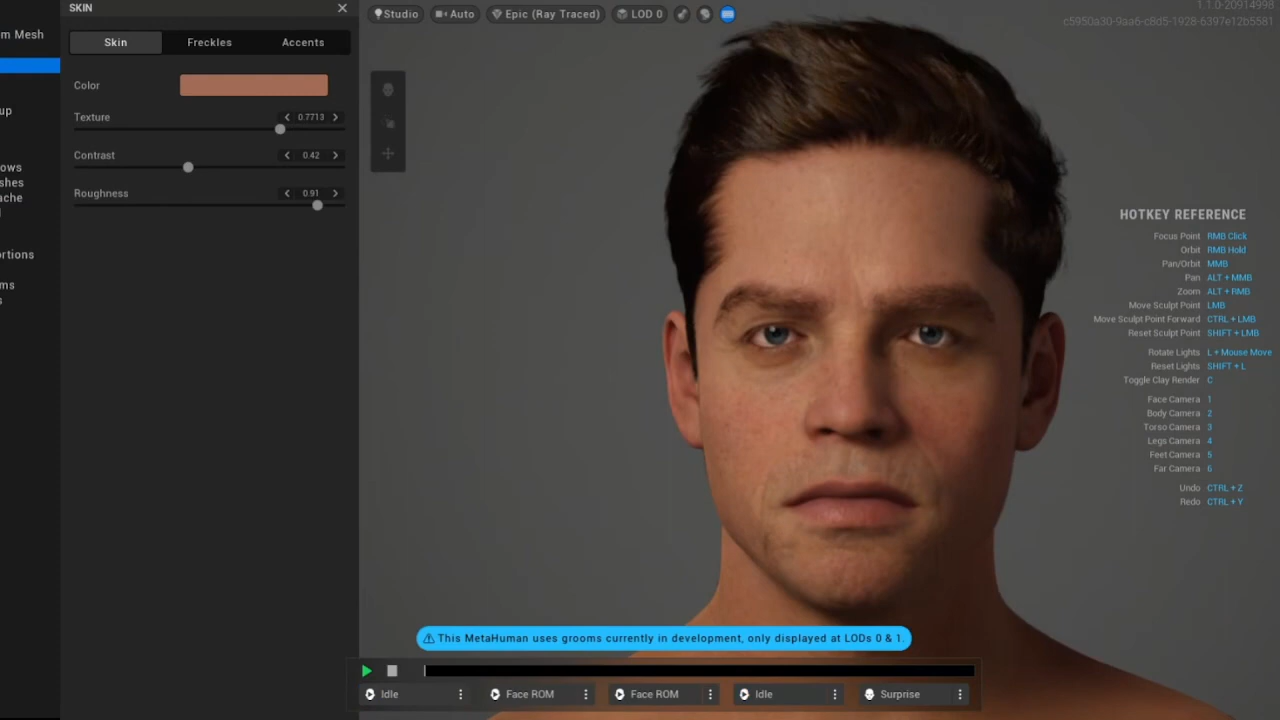 m Mesh
up
ows
shes
ache
l
ortions
ms
s
SKIN
Skin Freckles Accents
Color
Texture 0.7713
Contrast 0.42
Roughness 0.91
Studio Auto Epic (Ray Traced) LOD 0
1.1.0-20914998
c5950a30-9aa6-c8d5-1928-6397e12b5581
HOTKEY REFERENCE
Focus Point RMB Click
Orbit RMB Hold
Pan/Orbit MMB
Pan ALT + MMB
Zoom ALT + RMB
Move Sculpt Point LMB
Move Sculpt Point Forward CTRL + LMB
Reset Sculpt Point SHIFT + LMB
Rotate Lights L + Mouse Move
Reset Lights SHIFT + L
Toggle Clay Render C
Face Camera 1
Body Camera 2
Torso Camera 3
Legs Camera 4
Feet Camera 5
Far Camera 6
Undo CTRL + Z
Redo CTRL + Y
This MetaHuman uses grooms currently in development, only displayed at LODs 0 & 1.
Idle Face ROM Face ROM Idle Surprise